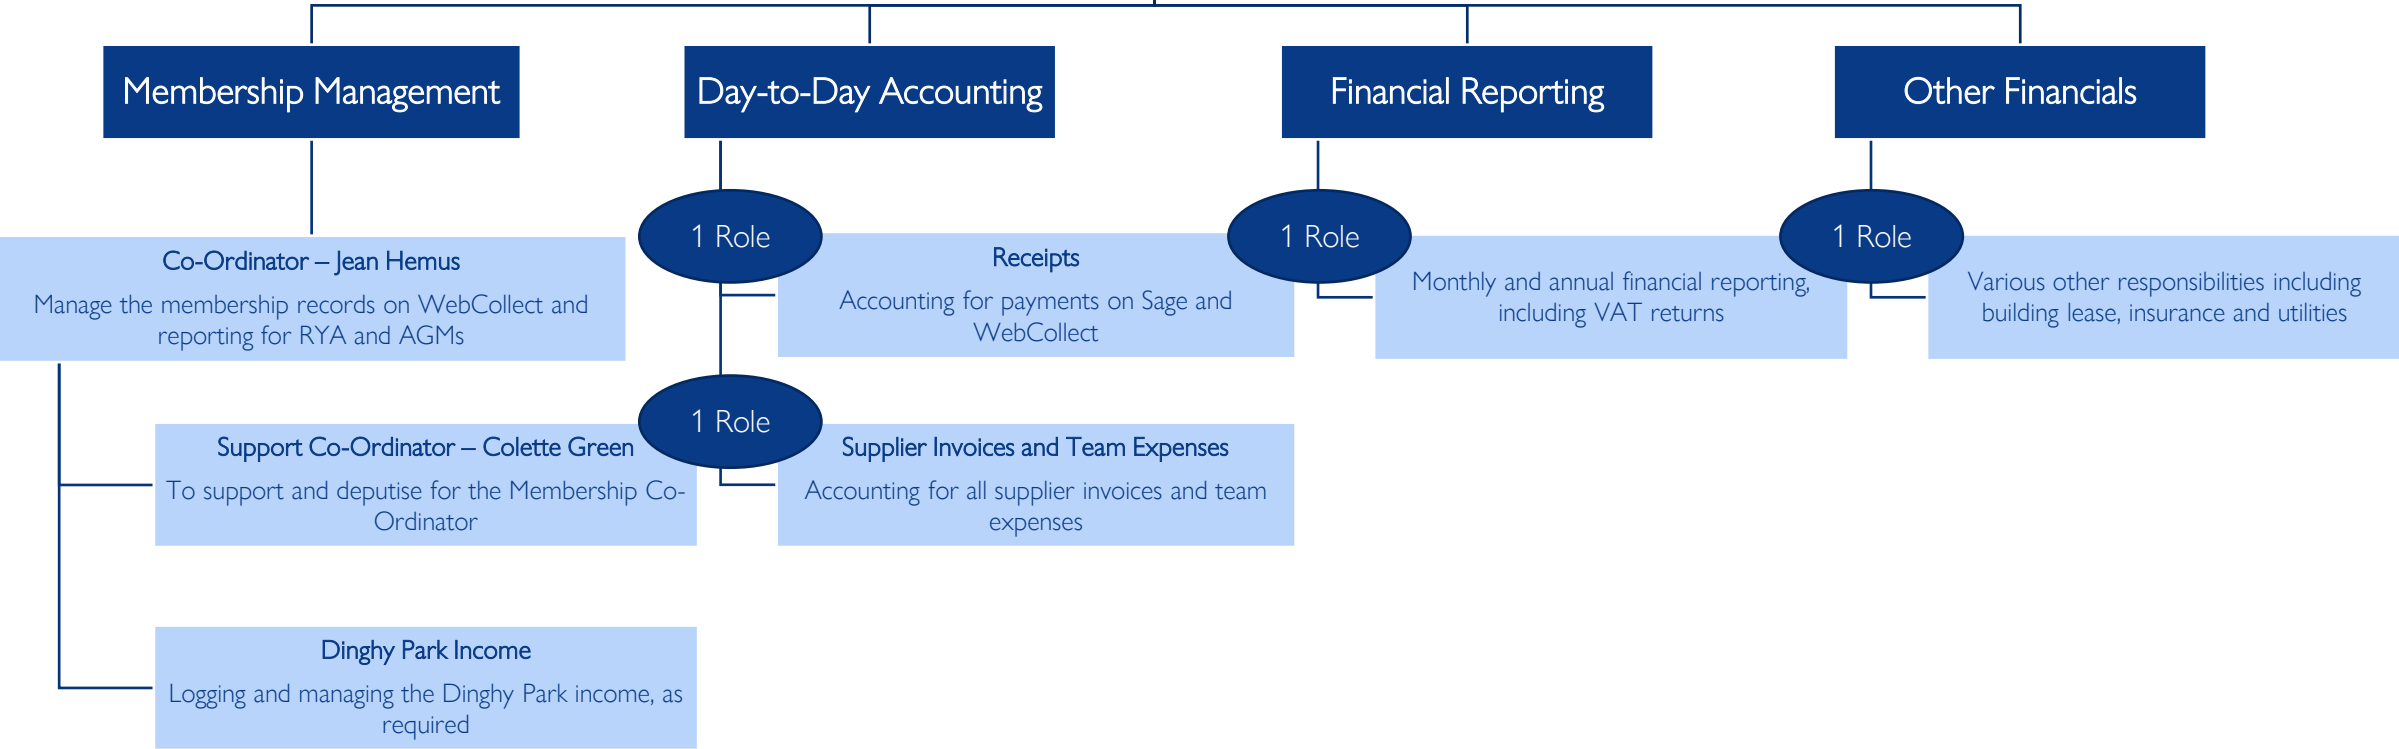 Membership Management
Day-to-Day Accounting
Financial Reporting
Other Financials
Co-Ordinator – Jean Hemus
Manage the membership records on WebCollect and
reporting for RYA and AGMs
Support Co-Ordinator – Colette Green
To support and deputise for the Membership Co-
Ordinator
Dinghy Park Income
Logging and managing the Dinghy Park income, as
required
1 Role
Receipts
Accounting for payments on Sage and
WebCollect
1 Role
Supplier Invoices and Team Expenses
Accounting for all supplier invoices and team
expenses
1 Role
Monthly and annual financial reporting,
including VAT returns
1 Role
Various other responsibilities including
building lease, insurance and utilities